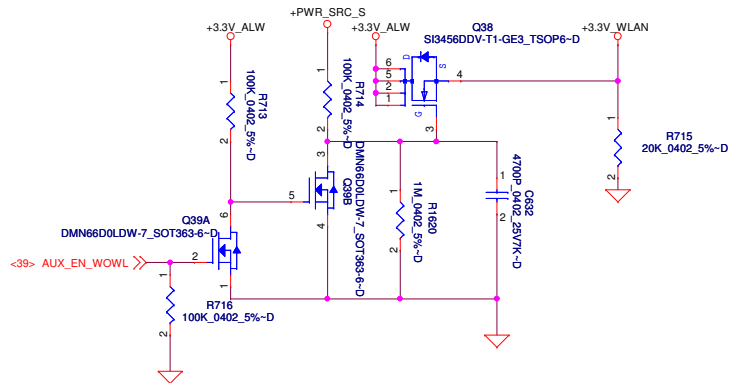 +3.3V_ALW
+PWR_SRC_S
+3.3V_ALW
Q38
SI3456DDV-T1-GE3_TSOP6~D
+3.3V_WLAN
1
R713
100K_0402_5%~D
2
1
R714
100K_0402_5%~D
2
6
5
2
1
D
S
G
4
3
1
R715
20K_0402_5%~D
2
3
DMN66D0LDW-7_SOT363-6~D
Q39B
5
4
1
R1620
1M_0402_5%~D
2
1
C632
4700P_0402_25V7K~D
2
Q39A
DMN66D0LDW-7_SOT363-6~D
6
2
1
<39> AUX_EN_WOWL
1
R716
100K_0402_5%~D
2